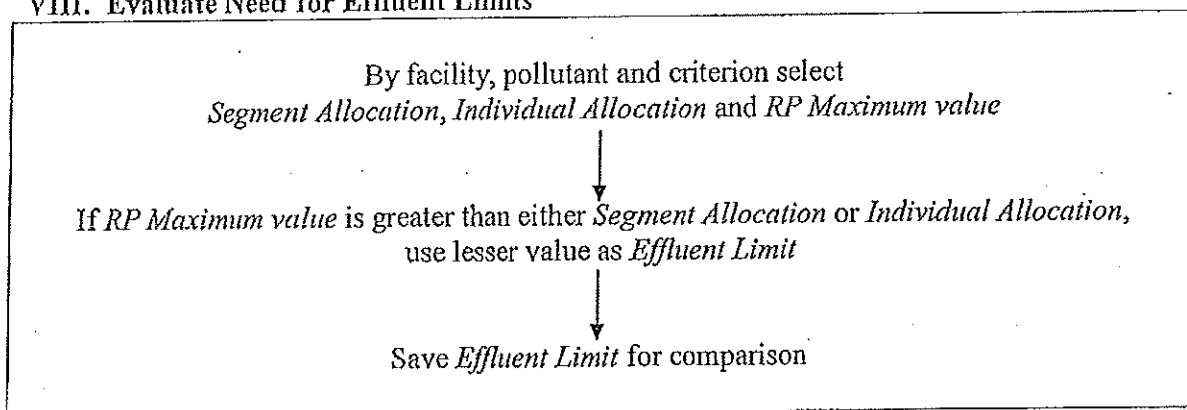 VIII. Evaluate Need for Effluent Limits
By facility, pollutant and criterion select
Segment Allocation, Individual Allocation and RP Maximum value
If RP Maximum value is greater than either Segment Allocation or Individual Allocation,
use lesser value as Effluent Limit
Save Effluent Limit for comparison